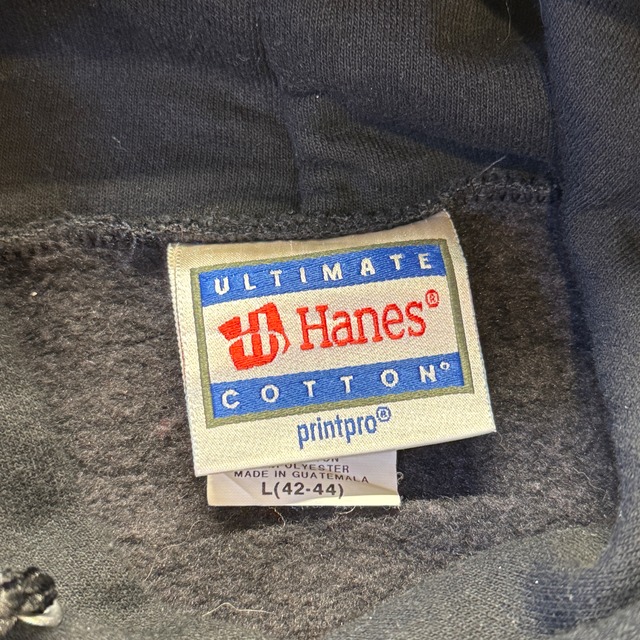 ULTIMATE
Hanes®
COTTON®
printpro®
POLYESTER
MADE IN GUATEMALA
L(42-44)